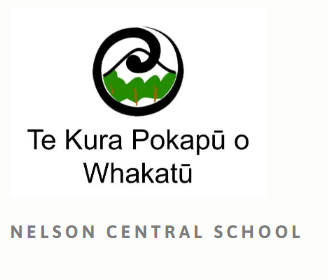 Te Kura Pokapū o
Whakatū
NELSON CENTRAL SCHOOL